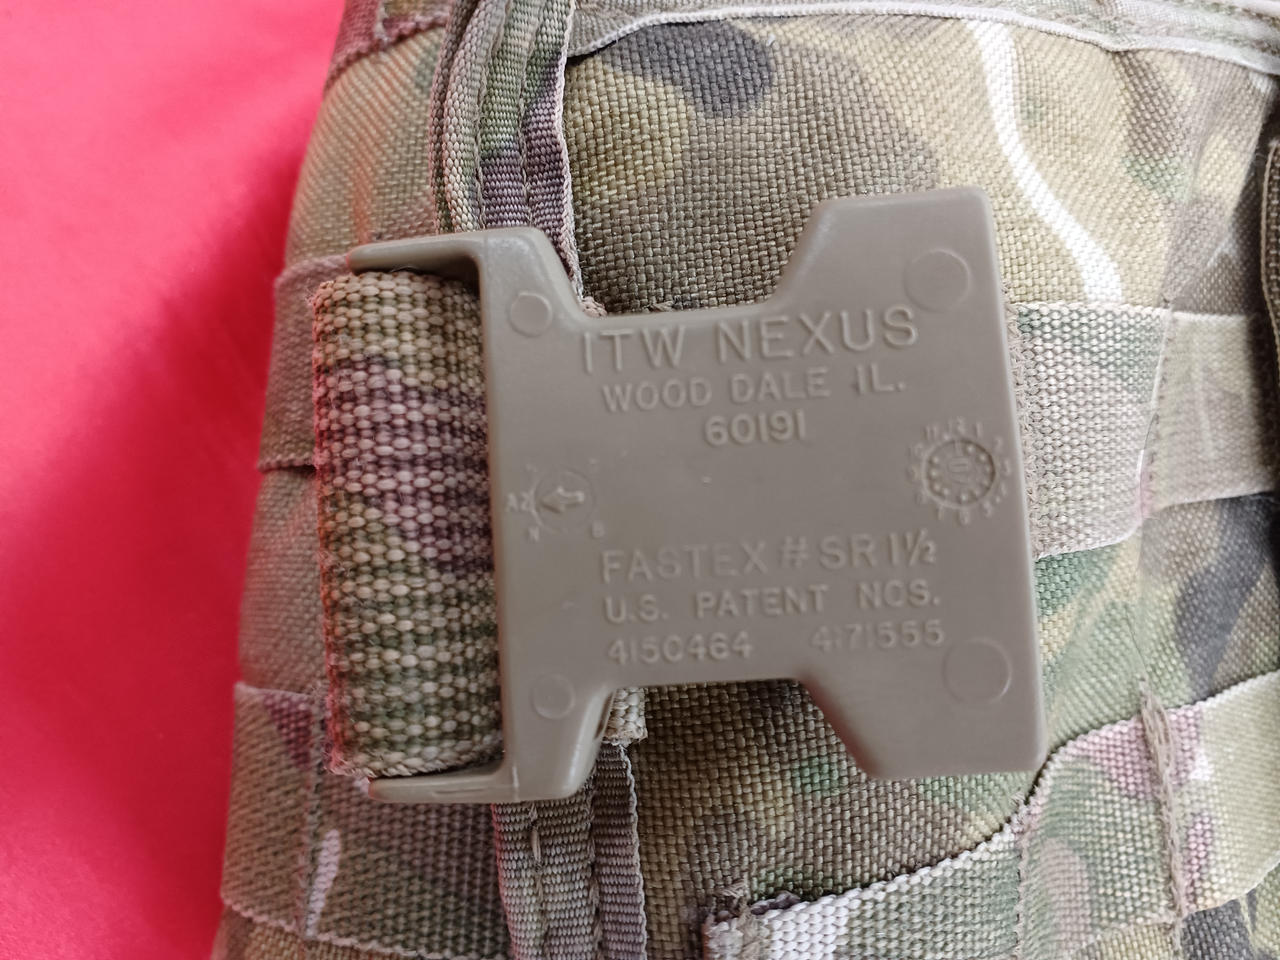 ITW NEXUS
WOOD DALE IL.
60191
FASTEX # SR 1½
U.S. PATENT NOS.
4150464 4171555